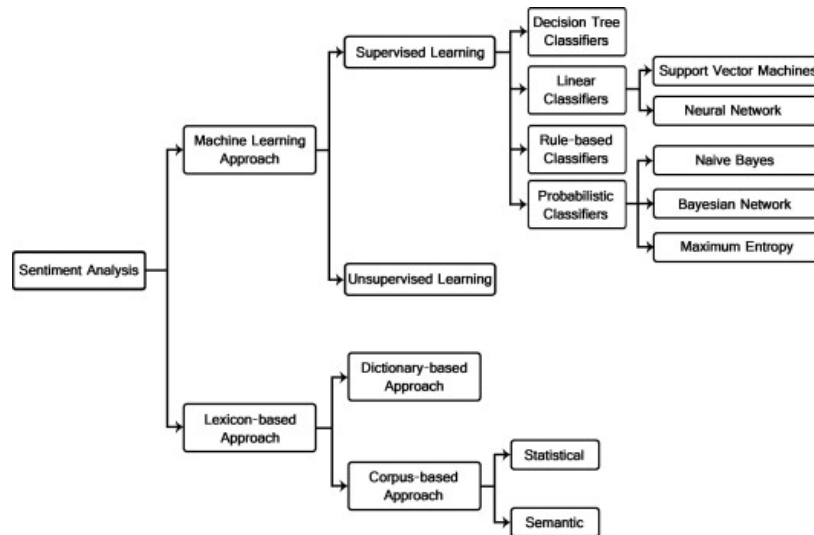 Decision Tree
Classifiers
Supervised Learning
Linear
Classifiers
Support Vector Machines
Neural Network
Machine Learning
Approach
Rule-based
Classifiers
Naive Bayes
Probabilistic
Classifiers
Bayesian Network
Maximum Entropy
Sentiment Analysis
Unsupervised Learning
Dictionary-based
Approach
Lexicon-based
Approach
Corpus-based
Approach
Statistical
Semantic